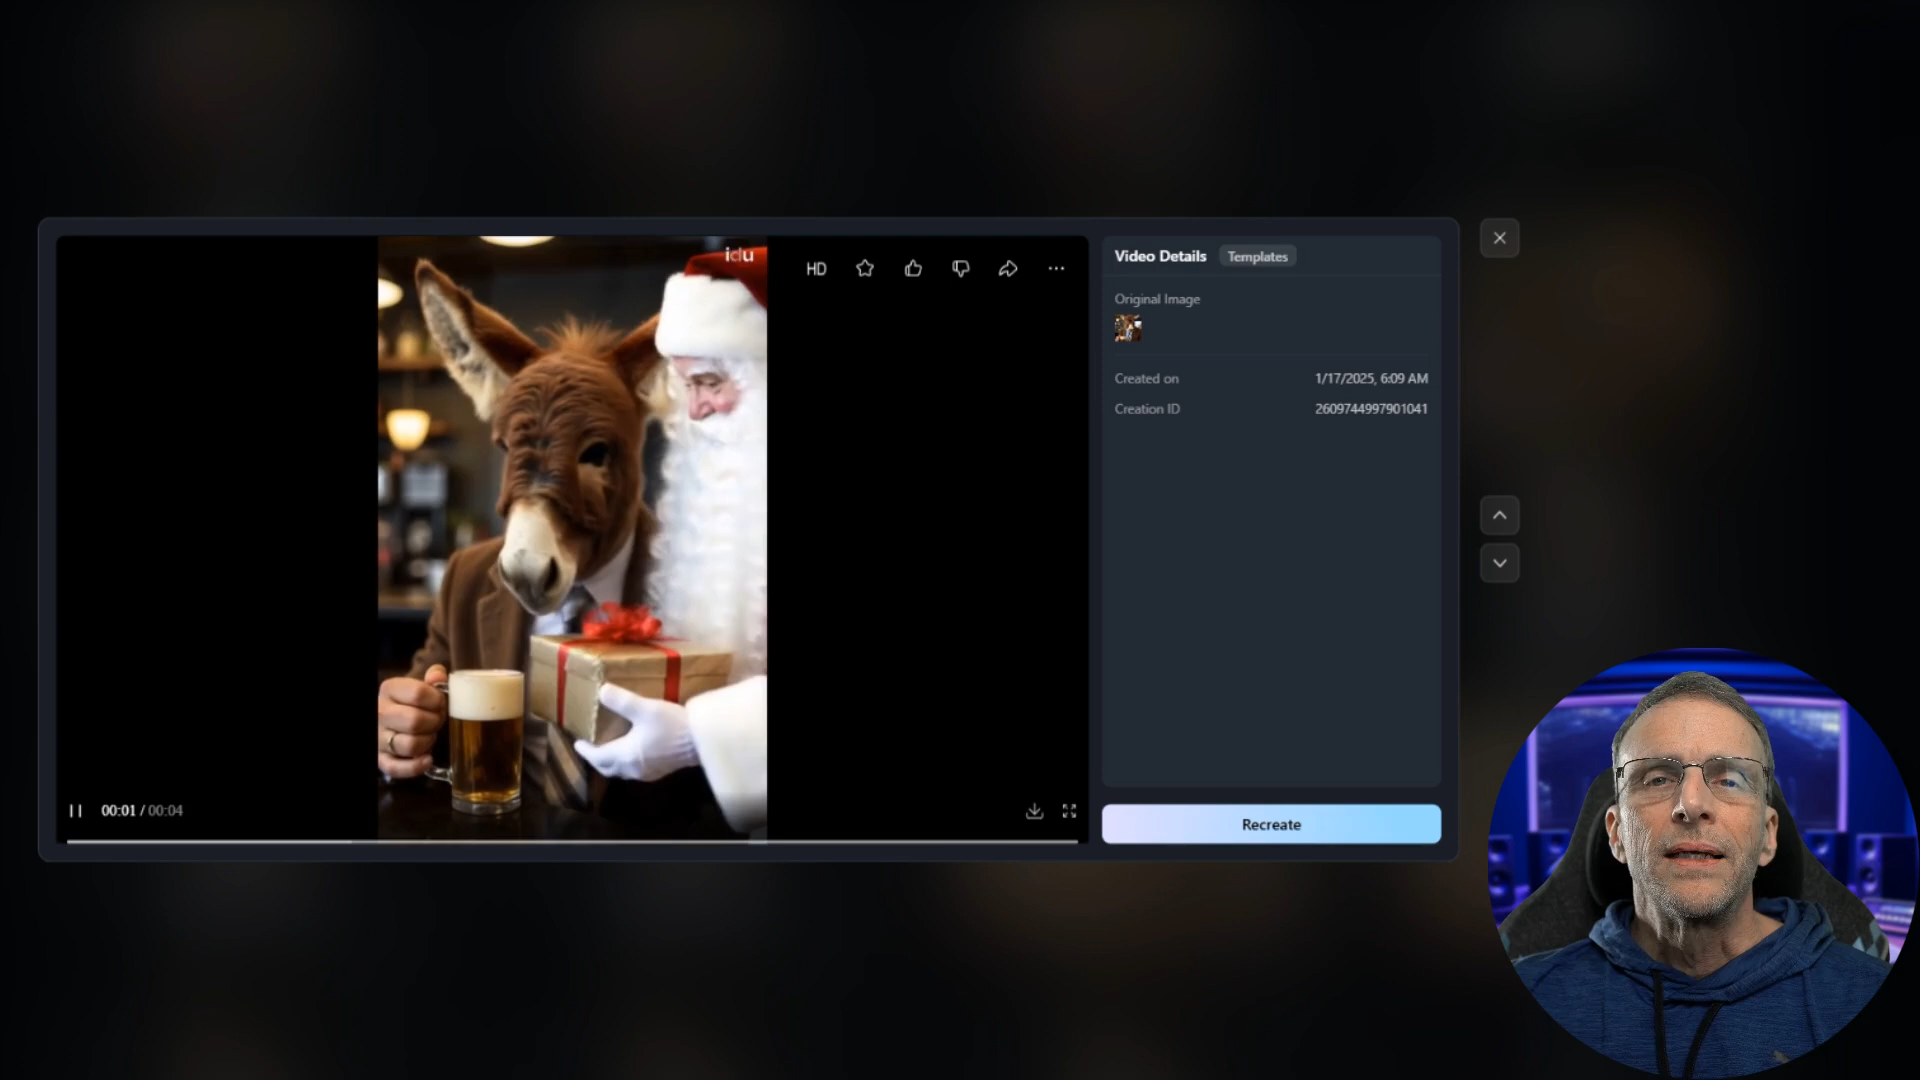 idu
HD
Video Details
Templates
Original Image
Created on
1/17/2025, 6:09 AM
Creation ID
2609744997901041
00:01 / 00:04
Recreate